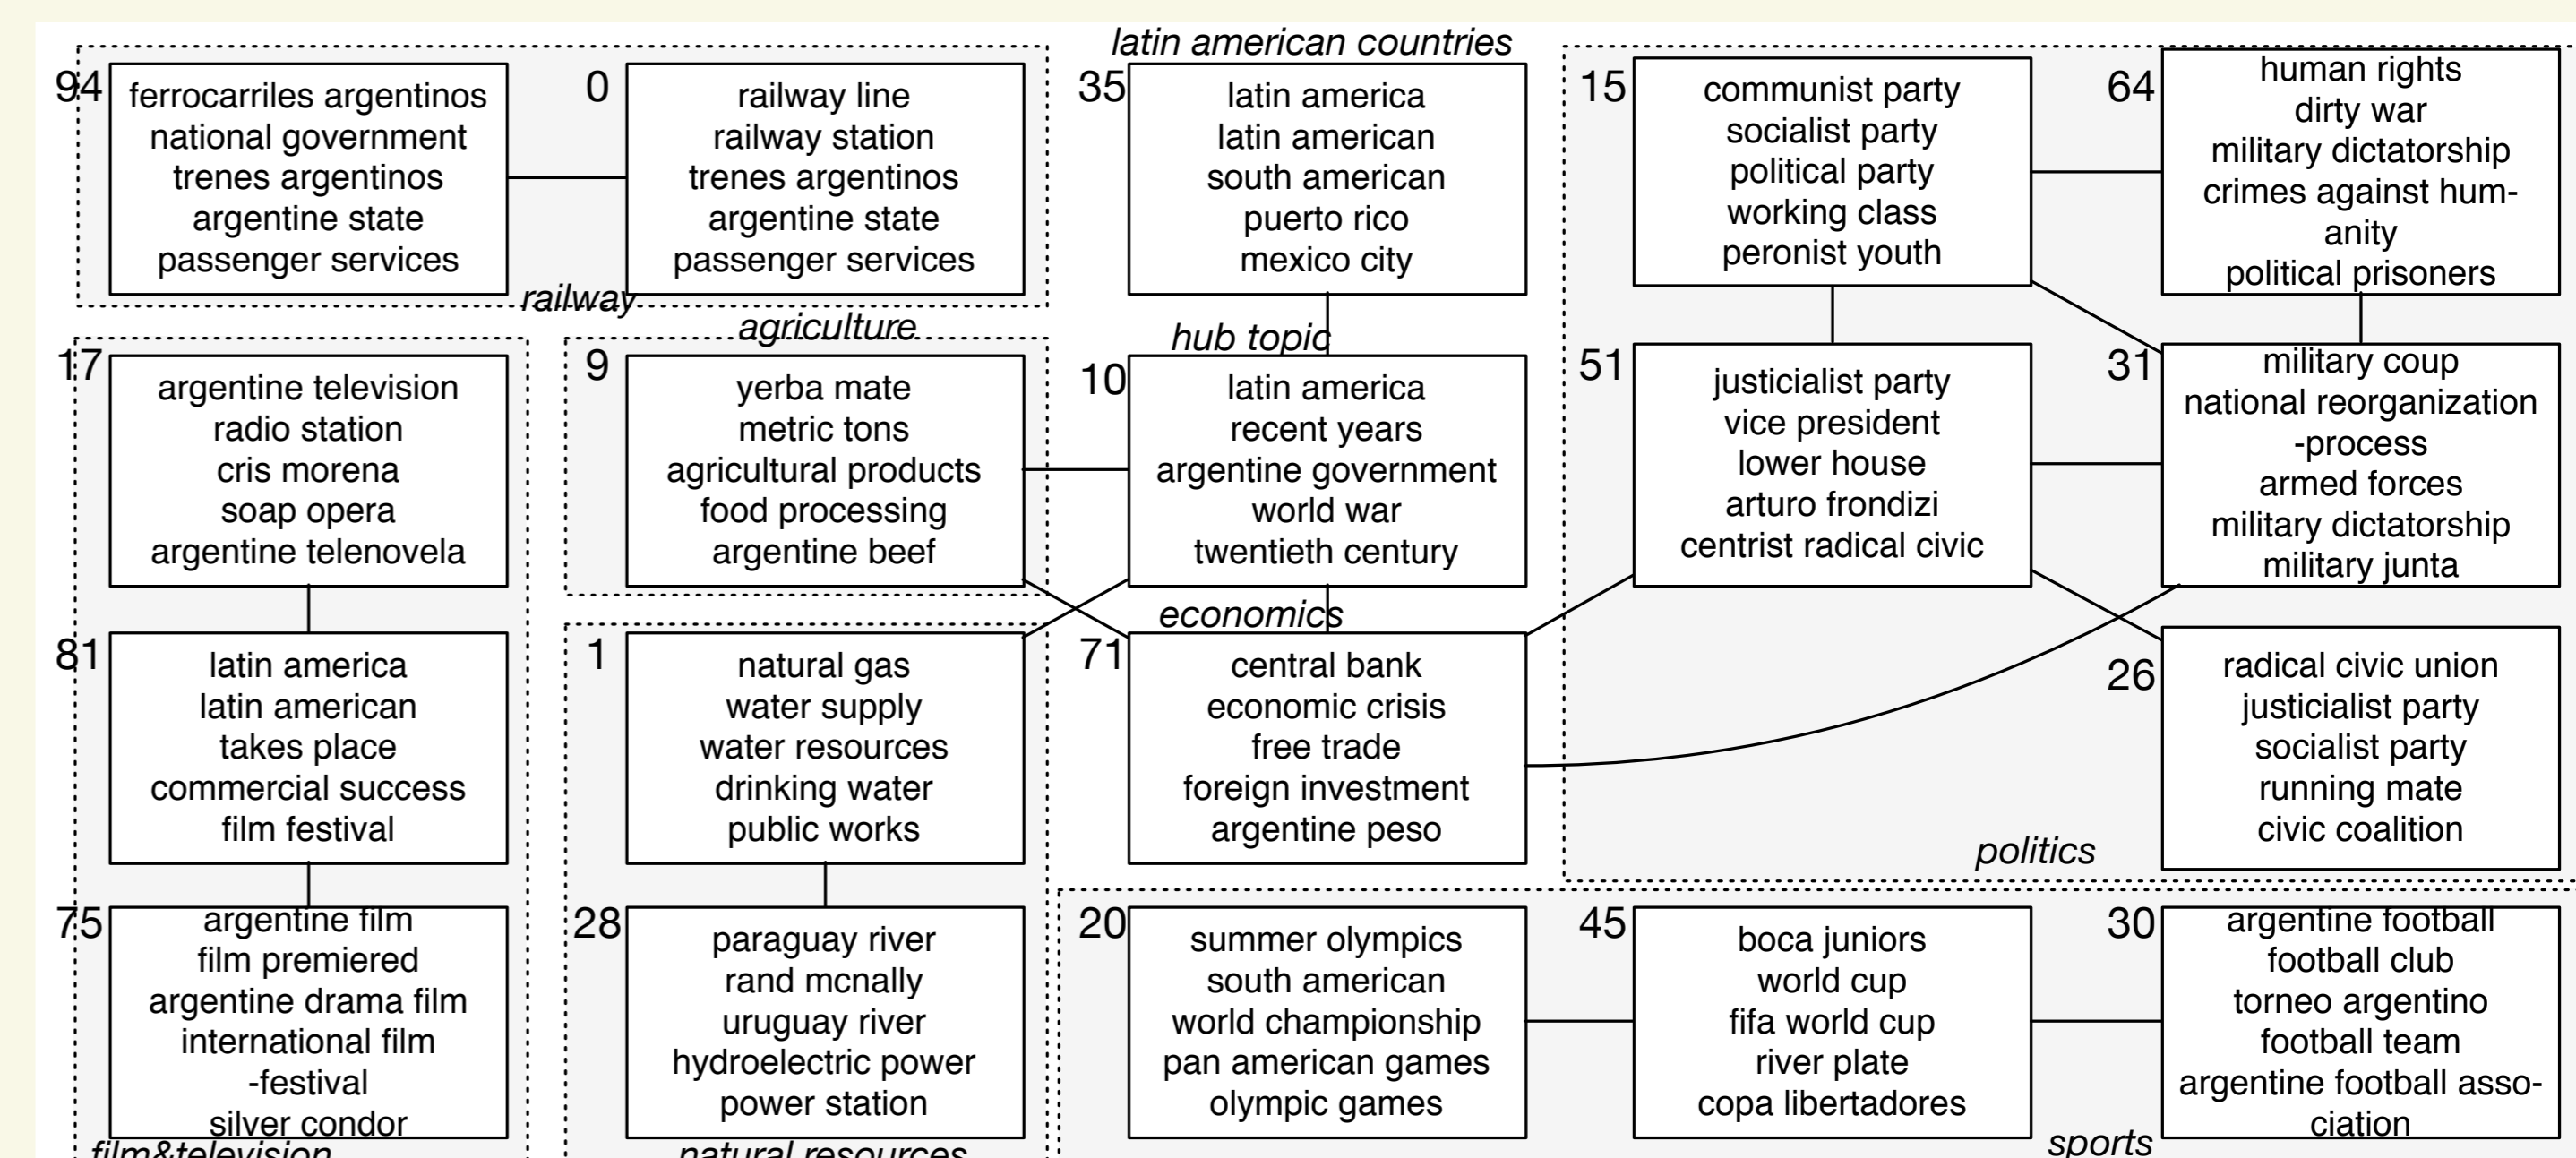 latin american countries
94
ferrocarriles argentinos
national government
trenes argentinos
argentine state
passenger services
0
railway line
railway station
trenes argentinos
argentine state
passenger services
railway
35
latin america
latin american
south american
puerto rico
mexico city
15
communist party
socialist party
political party
working class
peronist youth
64
human rights
dirty war
military dictatorship
crimes against hum-
anity
political prisoners
17
argentine television
radio station
cris morena
soap opera
argentine telenovela
agriculture
9
yerba mate
metric tons
agricultural products
food processing
argentine beef
hub topic
10
latin america
recent years
argentine government
world war
twentieth century
51
justicialist party
vice president
lower house
arturo frondizi
centrist radical civic
31
military coup
national reorganization
-process
armed forces
military dictatorship
military junta
81
latin america
latin american
takes place
commercial success
film festival
1
natural gas
water supply
water resources
drinking water
public works
economics
71
central bank
economic crisis
free trade
foreign investment
argentine peso
26
radical civic union
justicialist party
socialist party
running mate
civic coalition
politics
75
argentine film
film premiered
argentine drama film
international film
-festival
silver condor
film&television
28
paraguay river
rand mcnally
uruguay river
hydroelectric power
power station
natural resources
20
summer olympics
south american
world championship
pan american games
olympic games
45
boca juniors
world cup
fifa world cup
river plate
copa libertadores
30
argentine football
football club
torneo argentino
football team
argentine football asso-
ciation
sports